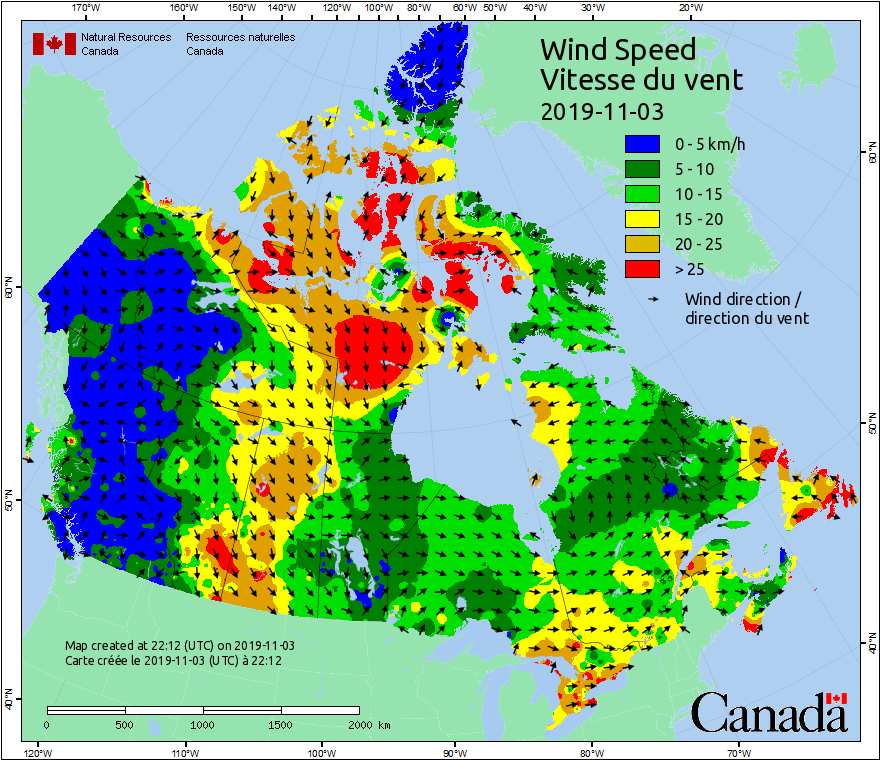 170°W 160°W 150°W 140°W 130°W 120°W 110°W 100°W 90°W 80°W 70°W 60°W 50°W 40°W 30°W 20°W
Natural Resources Canada
Ressources naturelles Canada
Wind Speed
Vitesse du vent
2019-11-03
0 - 5 km/h
5 - 10
10 - 15
15 - 20
20 - 25
> 25
Wind direction /
direction du vent
60°N
60°N
50°N
50°N
40°N
40°N
Map created at 22:12 (UTC) on 2019-11-03
Carte créée le 2019-11-03 (UTC) à 22:12
0 500 1000 1500 2000 km
Canada
120°W 110°W 100°W 90°W 80°W 70°W